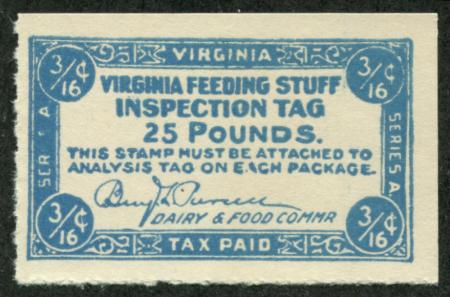 VIRGINIA
3/16¢
3/16¢
VIRGINIA FEEDING STUFF
INSPECTION TAG
25 POUNDS.
THIS STAMP MUST BE ATTACHED TO
ANALYSIS TAG ON EACH PACKAGE.
SERIES A
SERIES A
DAIRY & FOOD COMMR
3/16¢
3/16¢
TAX PAID